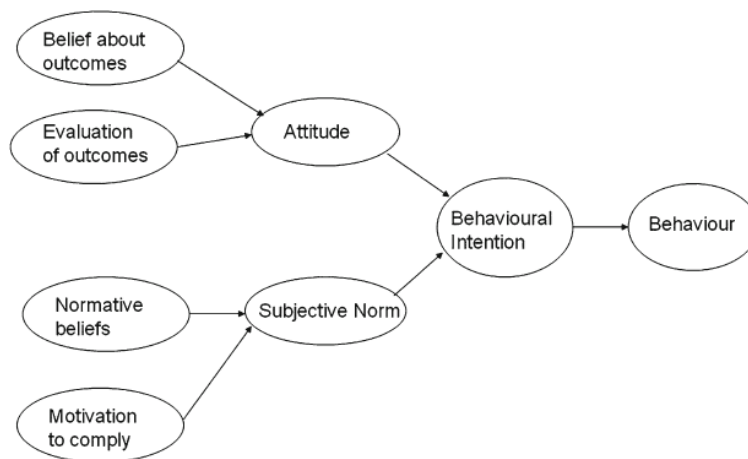 Belief about
outcomes
Evaluation
of outcomes
Attitude
Behavioural
Intention
Behaviour
Normative
beliefs
Subjective Norm
Motivation
to comply